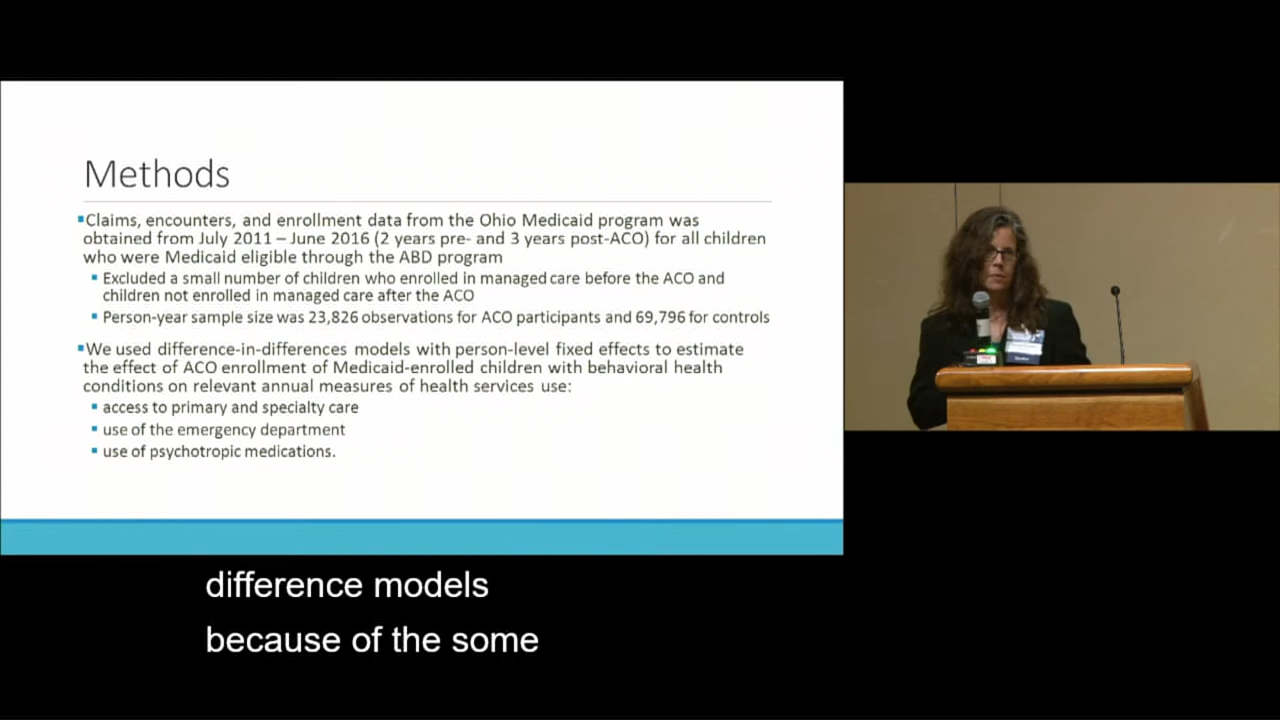 Methods
Claims, encounters, and enrollment data from the Ohio Medicaid program was
obtained from July 2011 – June 2016 (2 years pre- and 3 years post-ACO) for all children
who were Medicaid eligible through the ABD program
Excluded a small number of children who enrolled in managed care before the ACO and
children not enrolled in managed care after the ACO
Person-year sample size was 23,826 observations for ACO participants and 69,796 for controls
We used difference-in-differences models with person-level fixed effects to estimate
the effect of ACO enrollment of Medicaid-enrolled children with behavioral health
conditions on relevant annual measures of health services use:
access to primary and specialty care
use of the emergency department
use of psychotropic medications.
difference models
because of the some